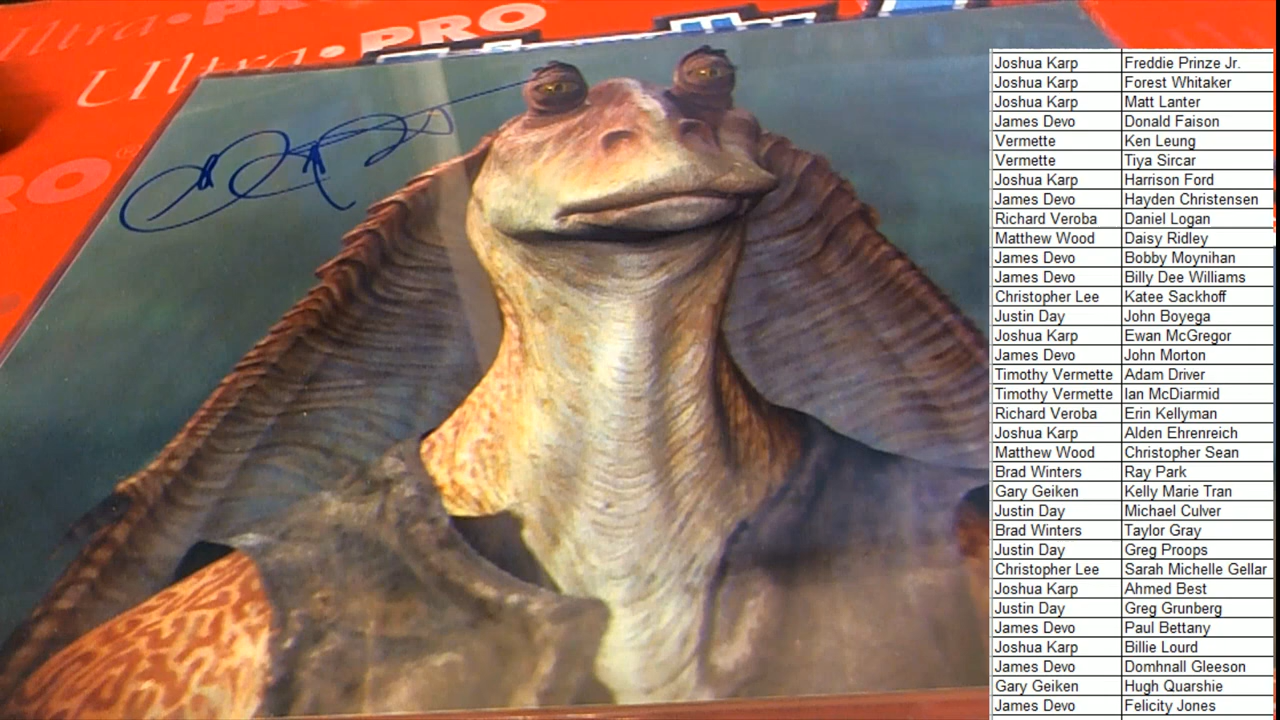 Ultra • PRO
Ultra • PRO
PRO
Joshua Karp Freddie Prinze Jr.
Joshua Karp Forest Whitaker
Joshua Karp Matt Lanter
James Devo Donald Faison
Vermette Ken Leung
Vermette Tiya Sircar
Joshua Karp Harrison Ford
James Devo Hayden Christensen
Richard Veroba Daniel Logan
Matthew Wood Daisy Ridley
James Devo Bobby Moynihan
James Devo Billy Dee Williams
Christopher Lee Katee Sackhoff
Justin Day John Boyega
Joshua Karp Ewan McGregor
James Devo John Morton
Timothy Vermette Adam Driver
Timothy Vermette Ian McDiarmid
Richard Veroba Erin Kellyman
Joshua Karp Alden Ehrenreich
Matthew Wood Christopher Sean
Brad Winters Ray Park
Gary Geiken Kelly Marie Tran
Justin Day Michael Culver
Brad Winters Taylor Gray
Justin Day Greg Proops
Christopher Lee Sarah Michelle Gellar
Joshua Karp Ahmed Best
Justin Day Greg Grunberg
James Devo Paul Bettany
Joshua Karp Billie Lourd
James Devo Domhnall Gleeson
Gary Geiken Hugh Quarshie
James Devo Felicity Jones